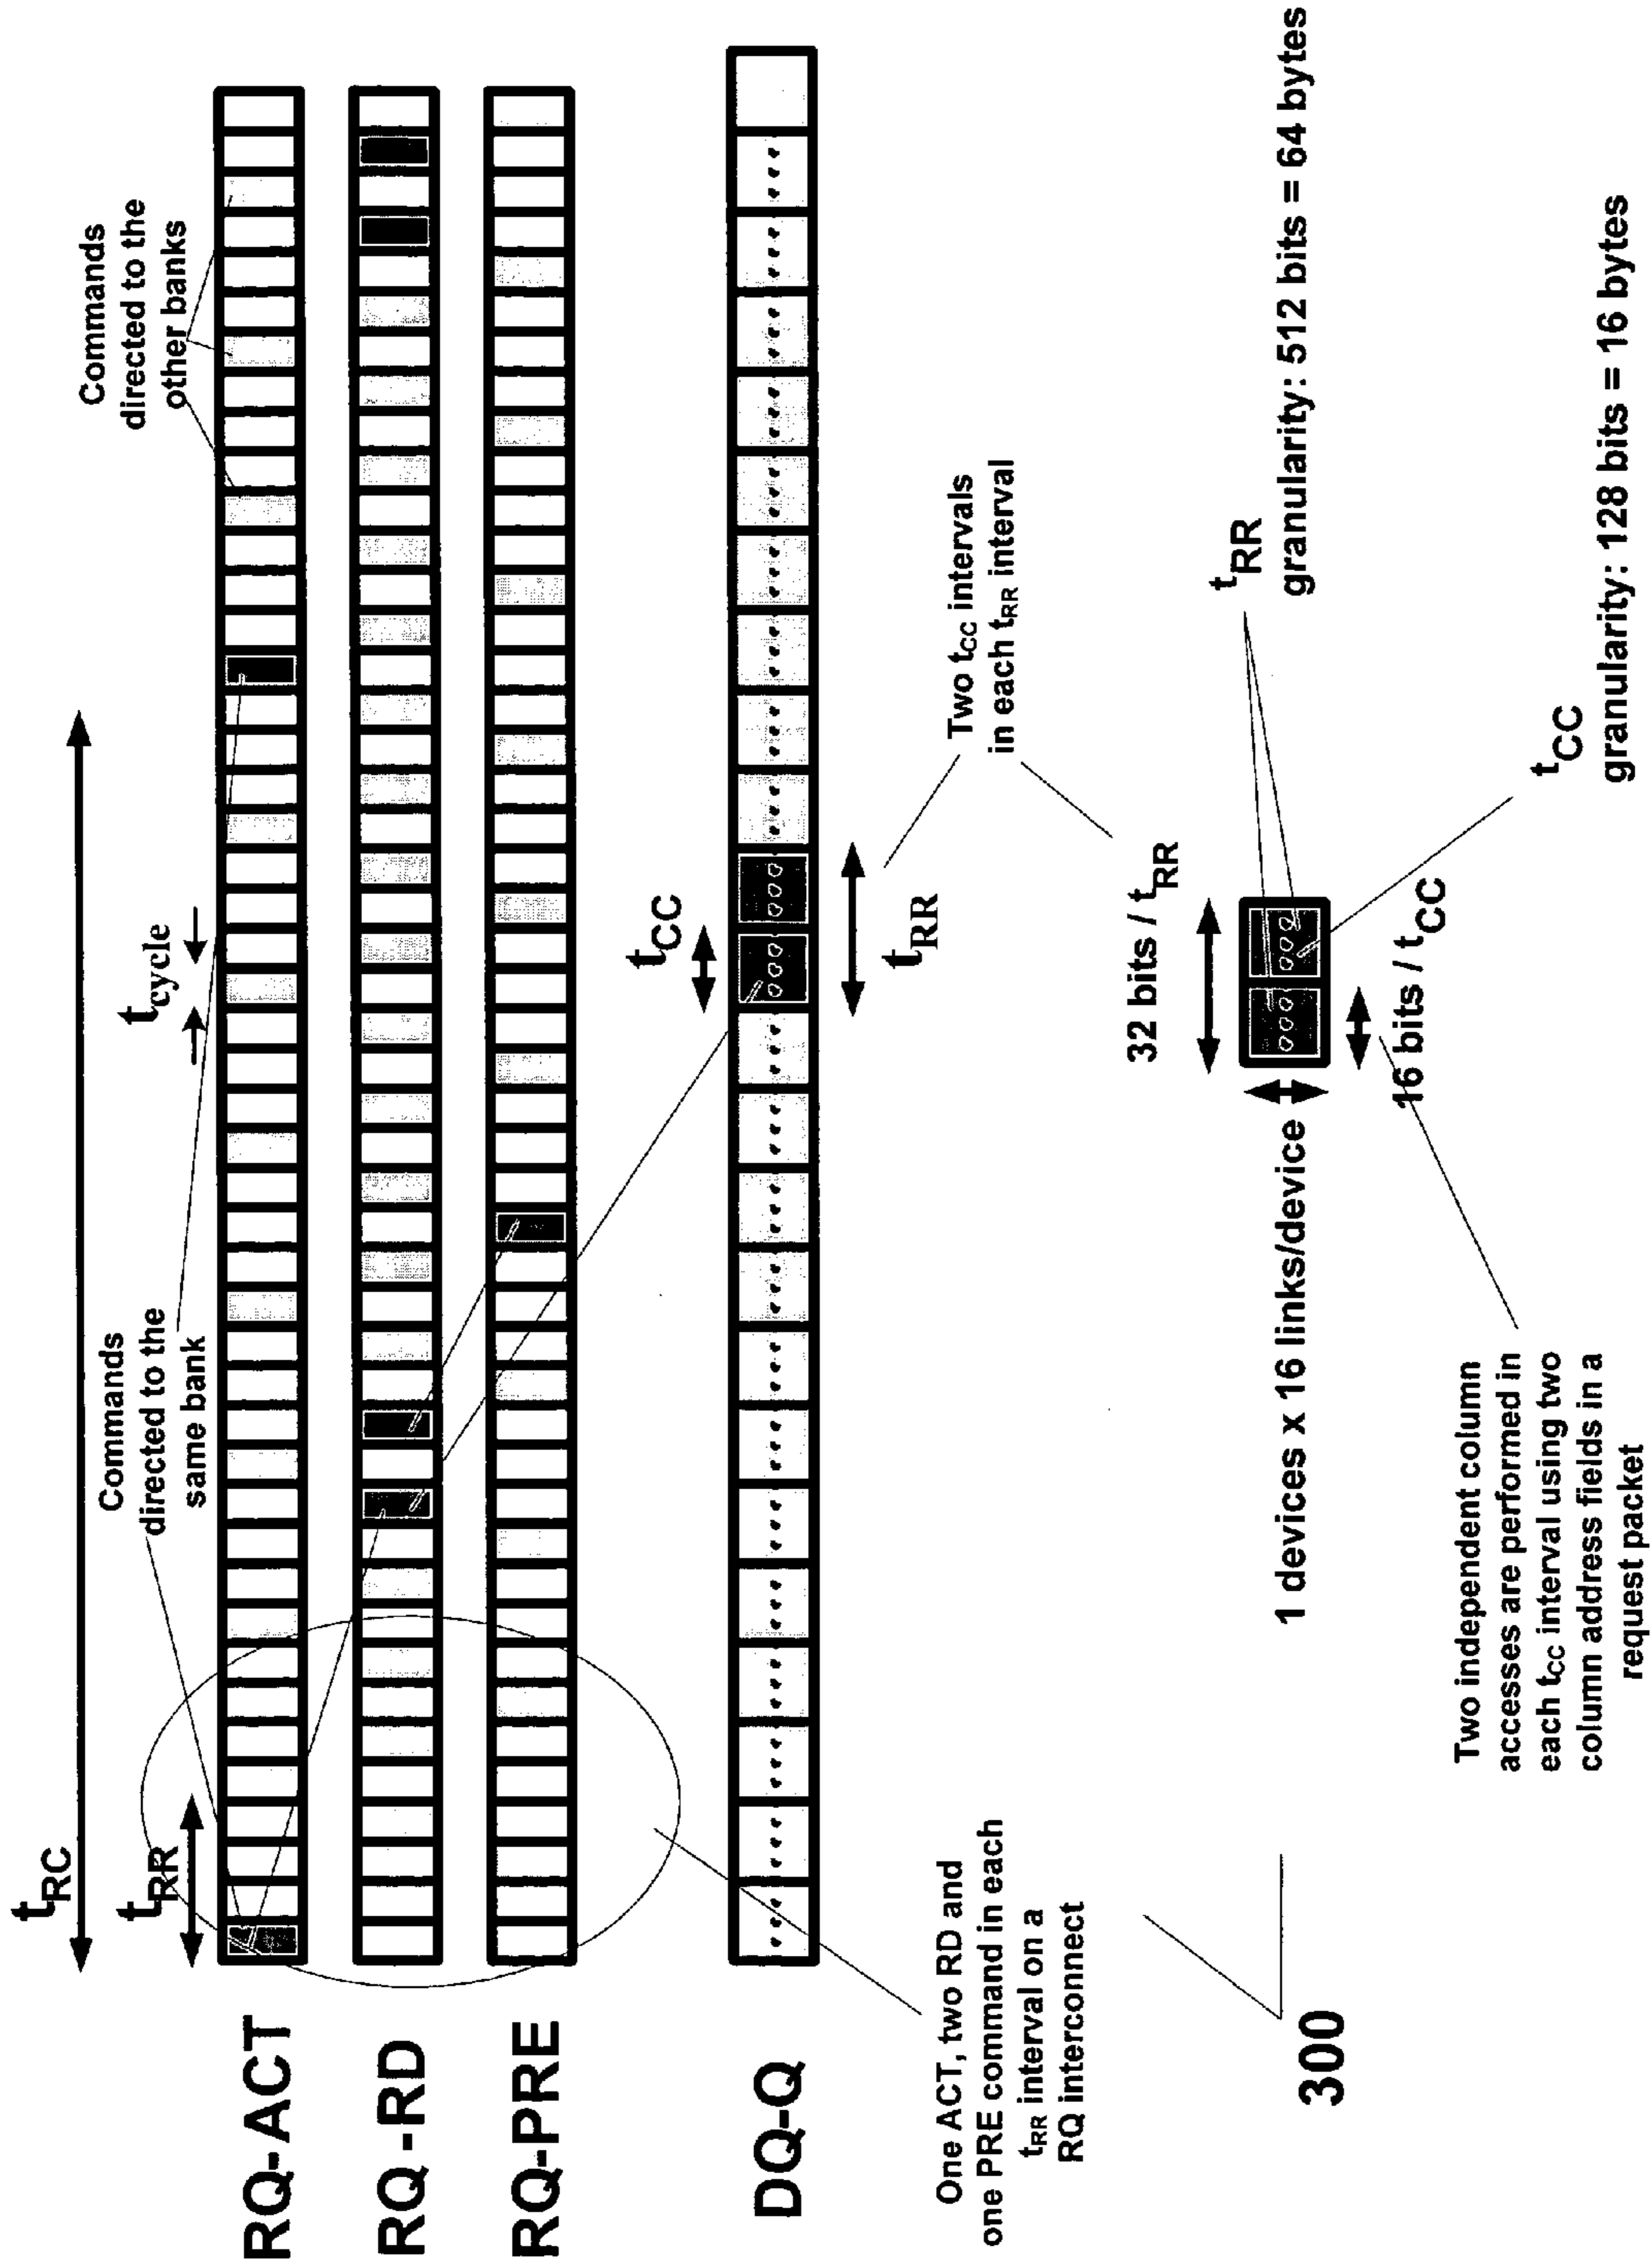 tRC
tRR
Commands
directed to the
same bank
tcycle
Commands
directed to the
other banks
RQ-ACT
RQ -RD
RQ-PRE
tCC
DQ-Q
tRR
One ACT, two RD and
one PRE command in each
tRR interval on a
RQ interconnect
Two tCC intervals
in each tRR interval
32 bits / tRR
1 devices x 16 links/device
16 bits / tCC
tRR
granularity: 512 bits = 64 bytes
tCC
granularity: 128 bits = 16 bytes
Two independent column
accesses are performed in
each tCC interval using two
column address fields in a
request packet
300